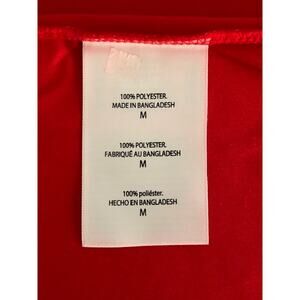 100% POLYESTER.
MADE IN BANGLADESH
M
100% POLYESTER.
FABRIQUÉ AU BANGLADESH
M
100% poliéster.
HECHO EN BANGLADESH
M